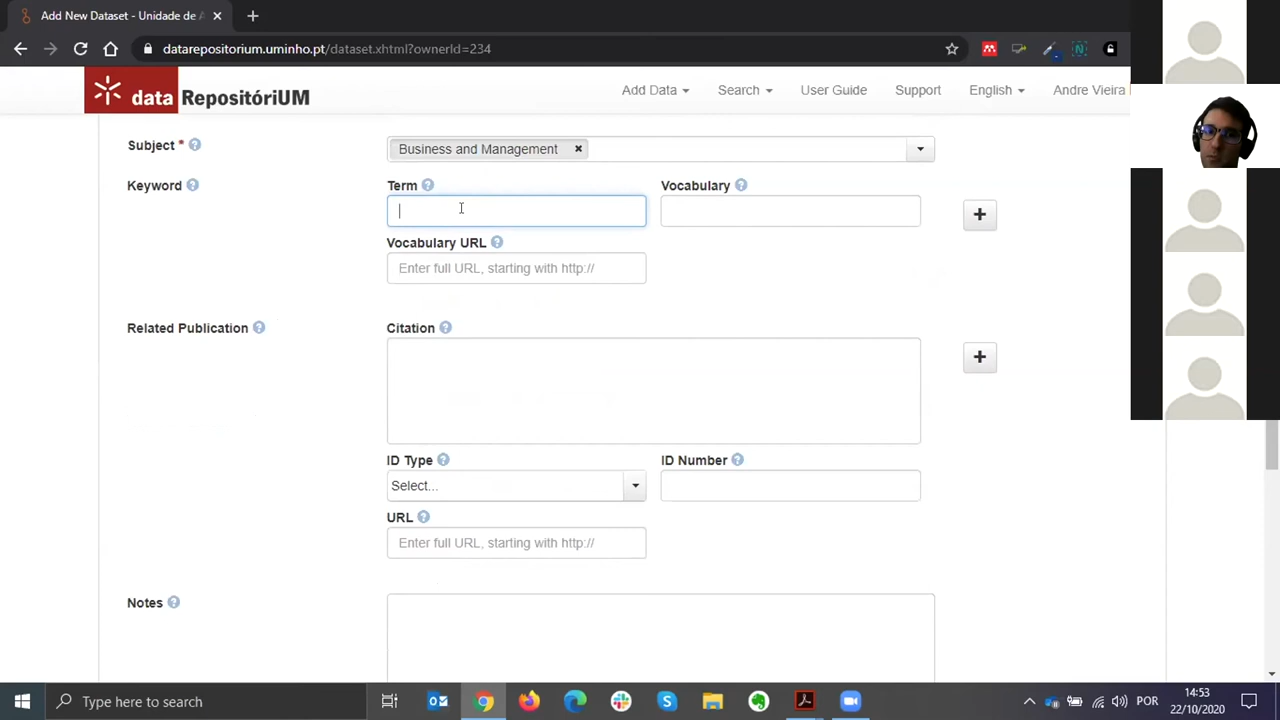 Add New Dataset - Unidade de A
datarepositorium.uminho.pt/dataset.xhtml?ownerId=234
data RepositóriUM
Add Data
Search
User Guide
Support
English
Andre Vieira
Subject *
Business and Management
Keyword
Term
Vocabulary
Vocabulary URL
Enter full URL, starting with http://
Related Publication
Citation
ID Type
ID Number
Select...
URL
Enter full URL, starting with http://
Notes
Type here to search
POR
14:53
22/10/2020